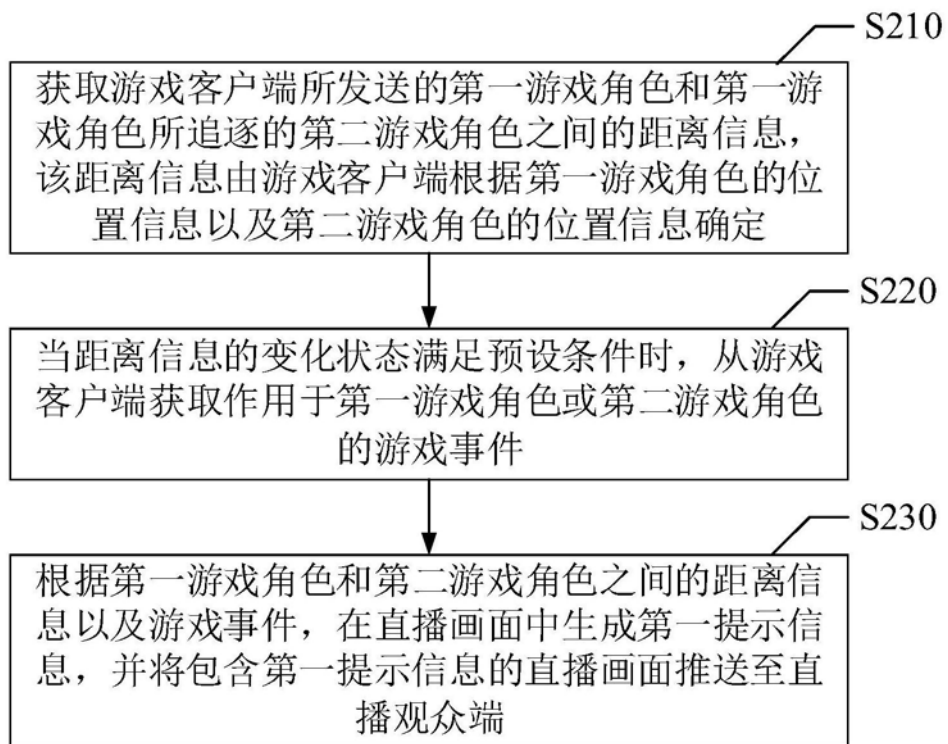 S210
获取游戏客户端所发送的第一游戏角色和第一游
戏角色所追逐的第二游戏角色之间的距离信息，
该距离信息由游戏客户端根据第一游戏角色的位
置信息以及第二游戏角色的位置信息确定
S220
当距离信息的变化状态满足预设条件时，从游戏
客户端获取作用于第一游戏角色或第二游戏角色
的游戏事件
S230
根据第一游戏角色和第二游戏角色之间的距离信
息以及游戏事件，在直播画面中生成第一提示信
息，并将包含第一提示信息的直播画面推送至直
播观众端